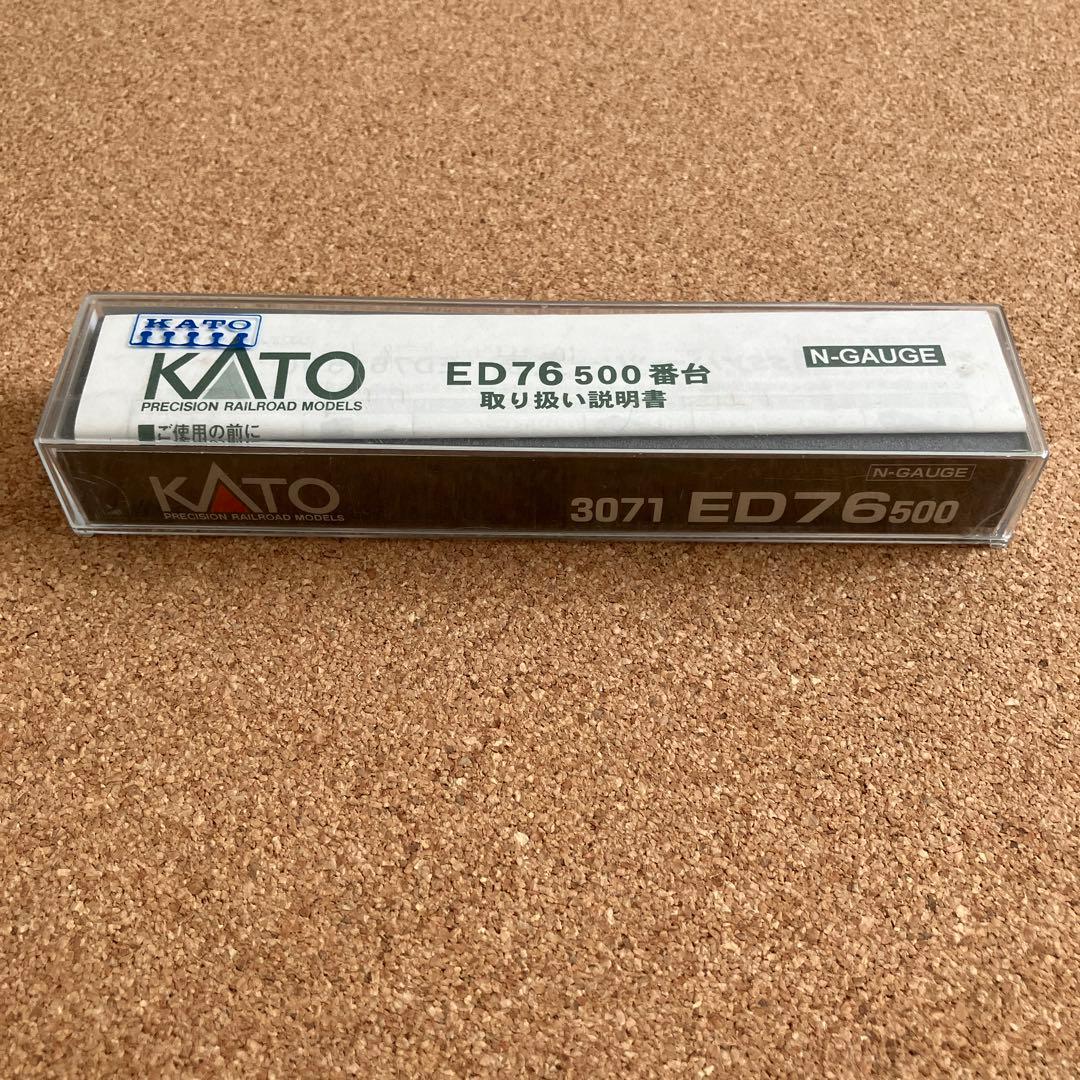 KATO
KATO
PRECISION RAILROAD MODELS
ED76 500番台
取り扱い説明書
N-GAUGE
■ご使用の前に
KATO
PRECISION RAILROAD MODELS
N-GAUGE
3071 ED76500